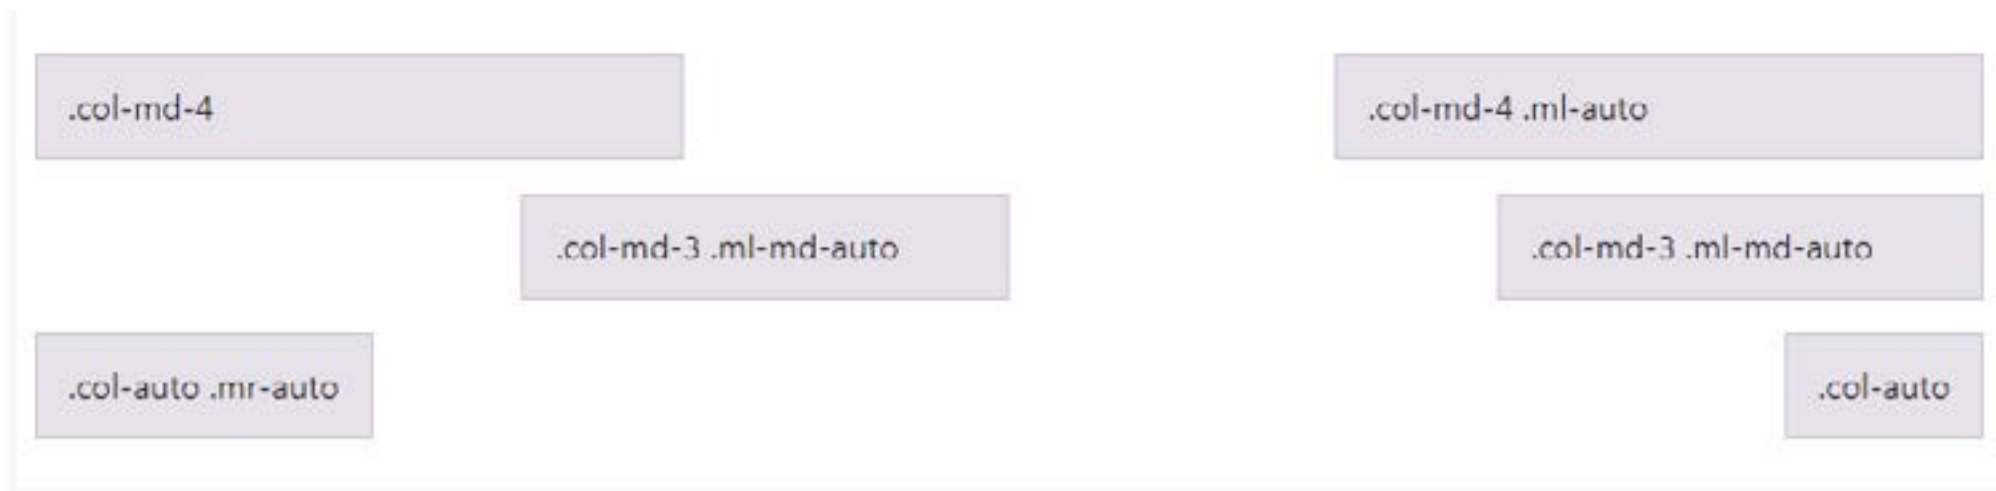 .col-md-4 .col-md-4 .ml-auto
.col-md-3 .ml-md-auto .col-md-3 .ml-md-auto
.col-auto .mr-auto .col-auto